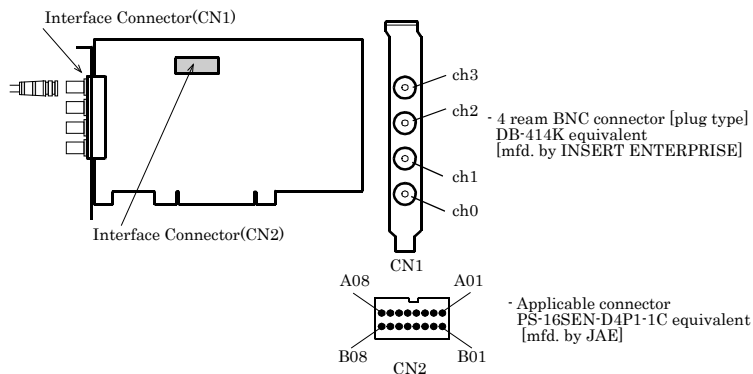 Interface Connector(CN1)
Interface Connector(CN2)
ch3
ch2
ch1
ch0
- 4 ream BNC connector [plug type]
DB-414K equivalent
[mfd. by INSERT ENTERPRISE]
CN1
A08
A01
B08
B01
CN2
- Applicable connector
PS-16SEN-D4P1-1C equivalent
[mfd. by JAE]